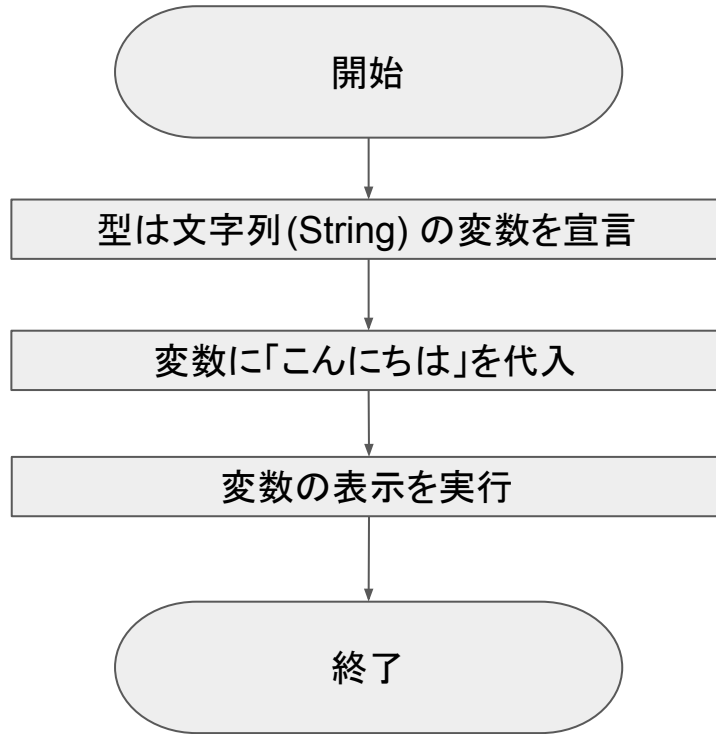 開始
型は文字列(String) の変数を宣言
変数に「こんにちは」を代入
変数の表示を実行
終了